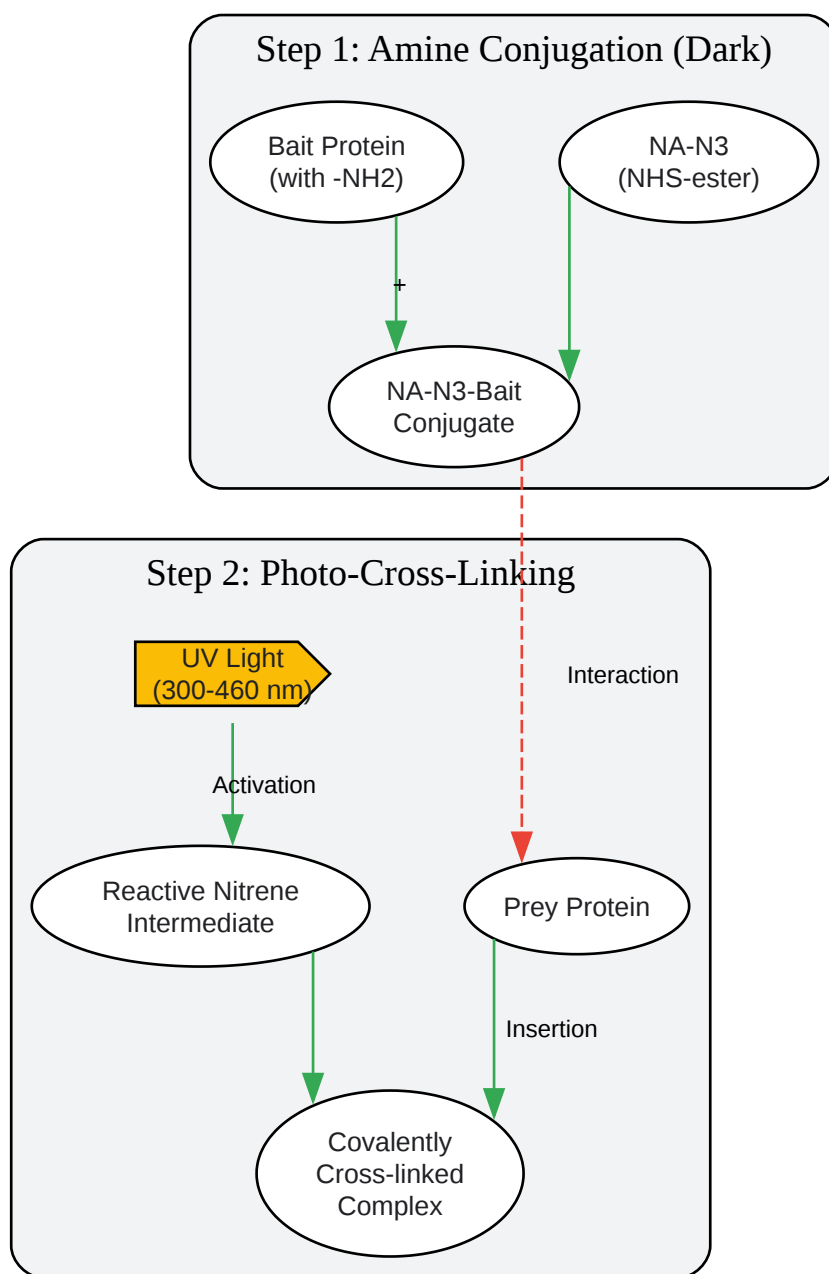 Step 1: Amine Conjugation (Dark)
Bait Protein
(with -NH2)
NA-N3
(NHS-ester)
+
NA-N3-Bait
Conjugate
Step 2: Photo-Cross-Linking
UV Light
(300-460 nm)
Interaction
Activation
Reactive Nitrene
Intermediate
Prey Protein
Insertion
Covalently
Cross-linked
Complex